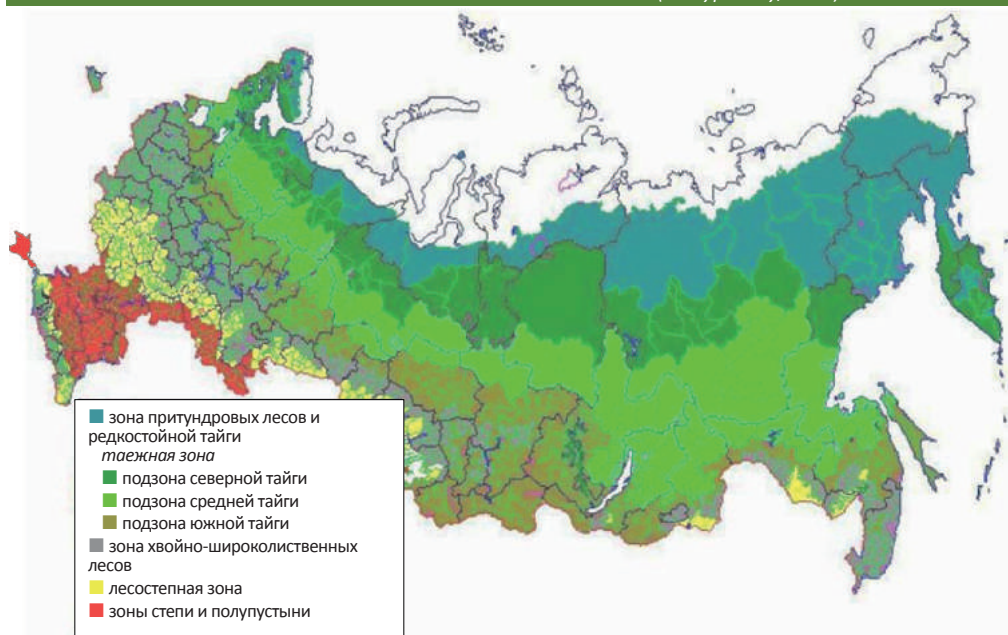 зона притундровых лесов и
редкостойной тайги
таежная зона
подзона северной тайги
подзона средней тайги
подзона южной тайги
зона хвойно-широколиственных
лесов
лесостепная зона
зоны степи и полупустыни